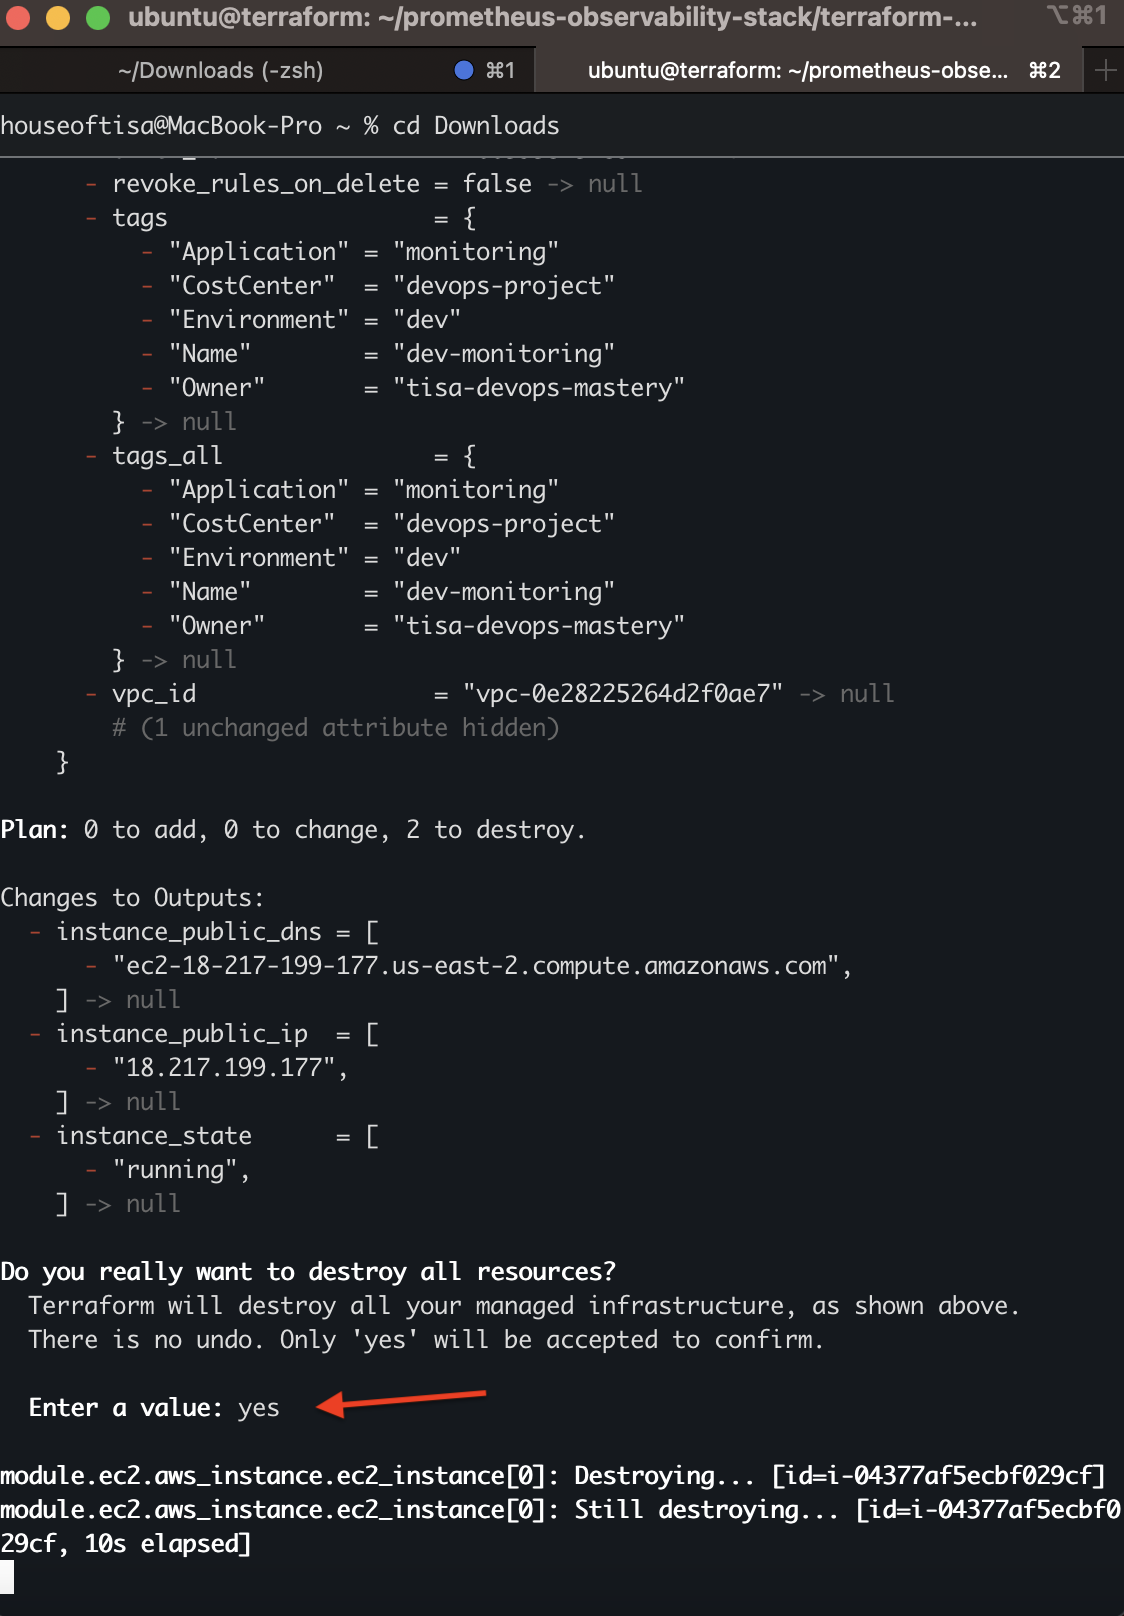 ubuntu@terraform: ~/prometheus-observability-stack/terraform-... ⌥⌘1
~/Downloads (-zsh) ⌘1 ubuntu@terraform: ~/prometheus-obse... ⌘2 +
houseoftisa@MacBook-Pro ~ % cd Downloads
- revoke_rules_on_delete = false -> null
- tags = {
- "Application" = "monitoring"
- "CostCenter" = "devops-project"
- "Environment" = "dev"
- "Name" = "dev-monitoring"
- "Owner" = "tisa-devops-mastery"
} -> null
- tags_all = {
- "Application" = "monitoring"
- "CostCenter" = "devops-project"
- "Environment" = "dev"
- "Name" = "dev-monitoring"
- "Owner" = "tisa-devops-mastery"
} -> null
- vpc_id = "vpc-0e28225264d2f0ae7" -> null
# (1 unchanged attribute hidden)
}
Plan: 0 to add, 0 to change, 2 to destroy.
Changes to Outputs:
- instance_public_dns = [
- "ec2-18-217-199-177.us-east-2.compute.amazonaws.com",
] -> null
- instance_public_ip = [
- "18.217.199.177",
] -> null
- instance_state = [
- "running",
] -> null
Do you really want to destroy all resources?
Terraform will destroy all your managed infrastructure, as shown above.
There is no undo. Only 'yes' will be accepted to confirm.
Enter a value: yes
module.ec2.aws_instance.ec2_instance[0]: Destroying... [id=i-04377af5ecbf029cf]
module.ec2.aws_instance.ec2_instance[0]: Still destroying... [id=i-04377af5ecbf0
29cf, 10s elapsed]